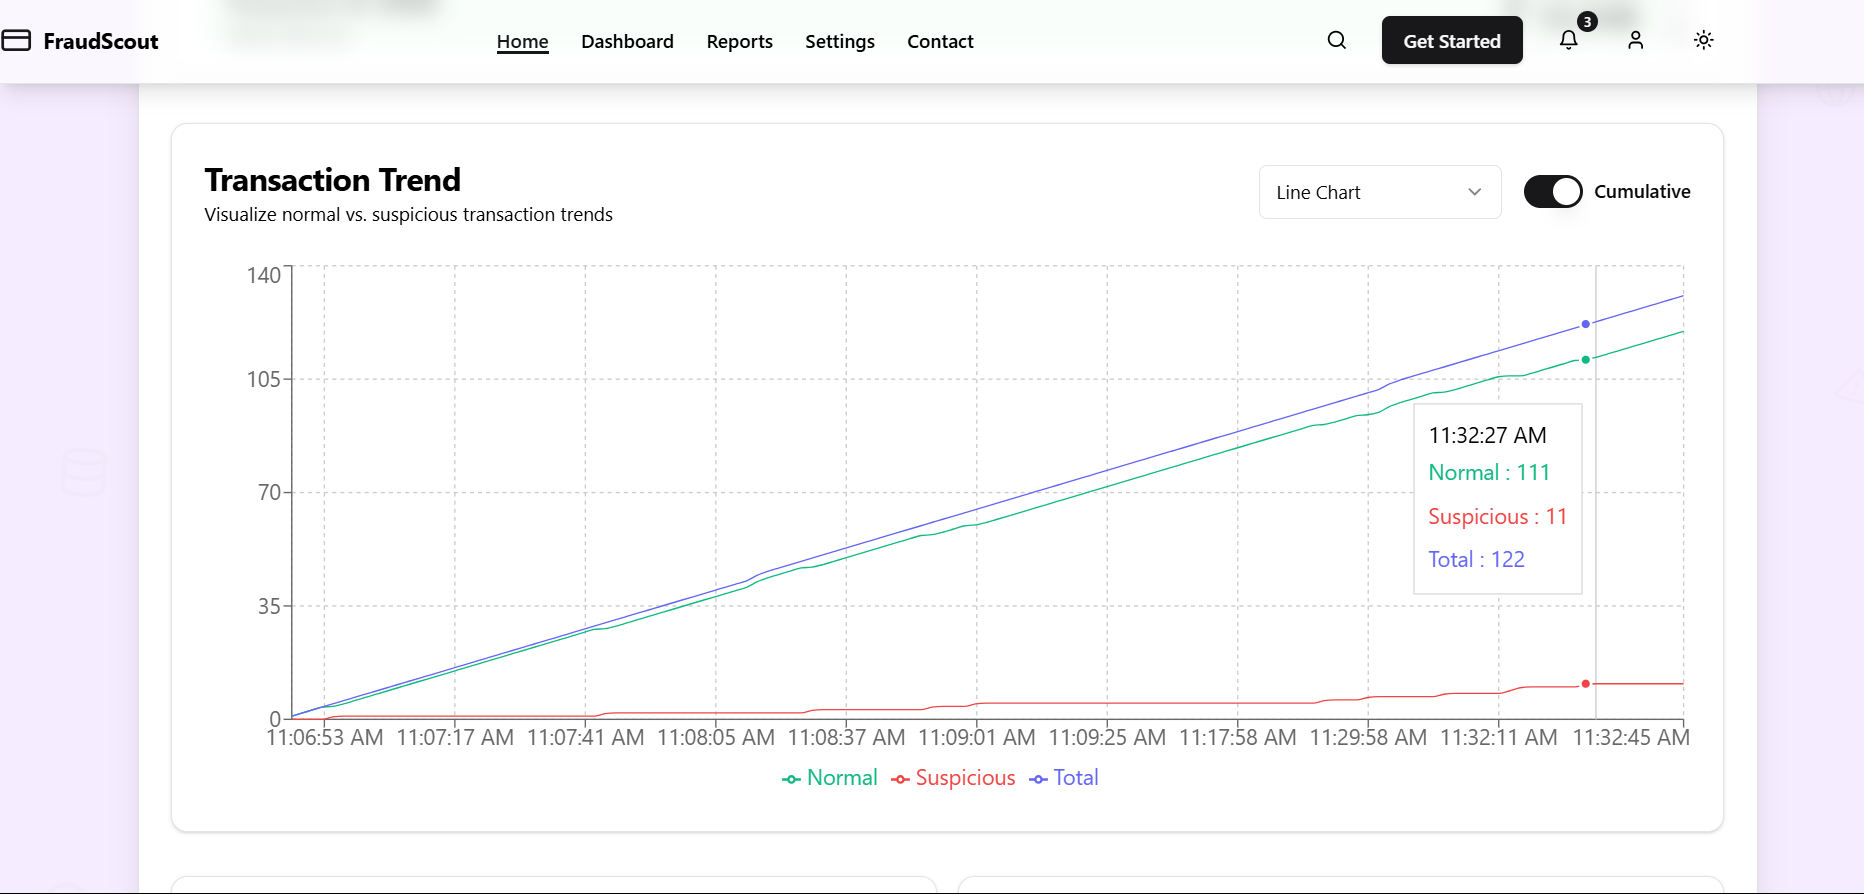 FraudScout
Home Dashboard Reports Settings Contact
Get Started
3
Transaction Trend
Visualize normal vs. suspicious transaction trends
Line Chart
Cumulative
140
105
70
35
0
11:32:27 AM
Normal : 111
Suspicious : 11
Total : 122
11:06:53 AM 11:07:17 AM 11:07:41 AM 11:08:05 AM 11:08:37 AM 11:09:01 AM 11:09:25 AM 11:17:58 AM 11:29:58 AM 11:32:11 AM 11:32:45 AM
Normal Suspicious Total